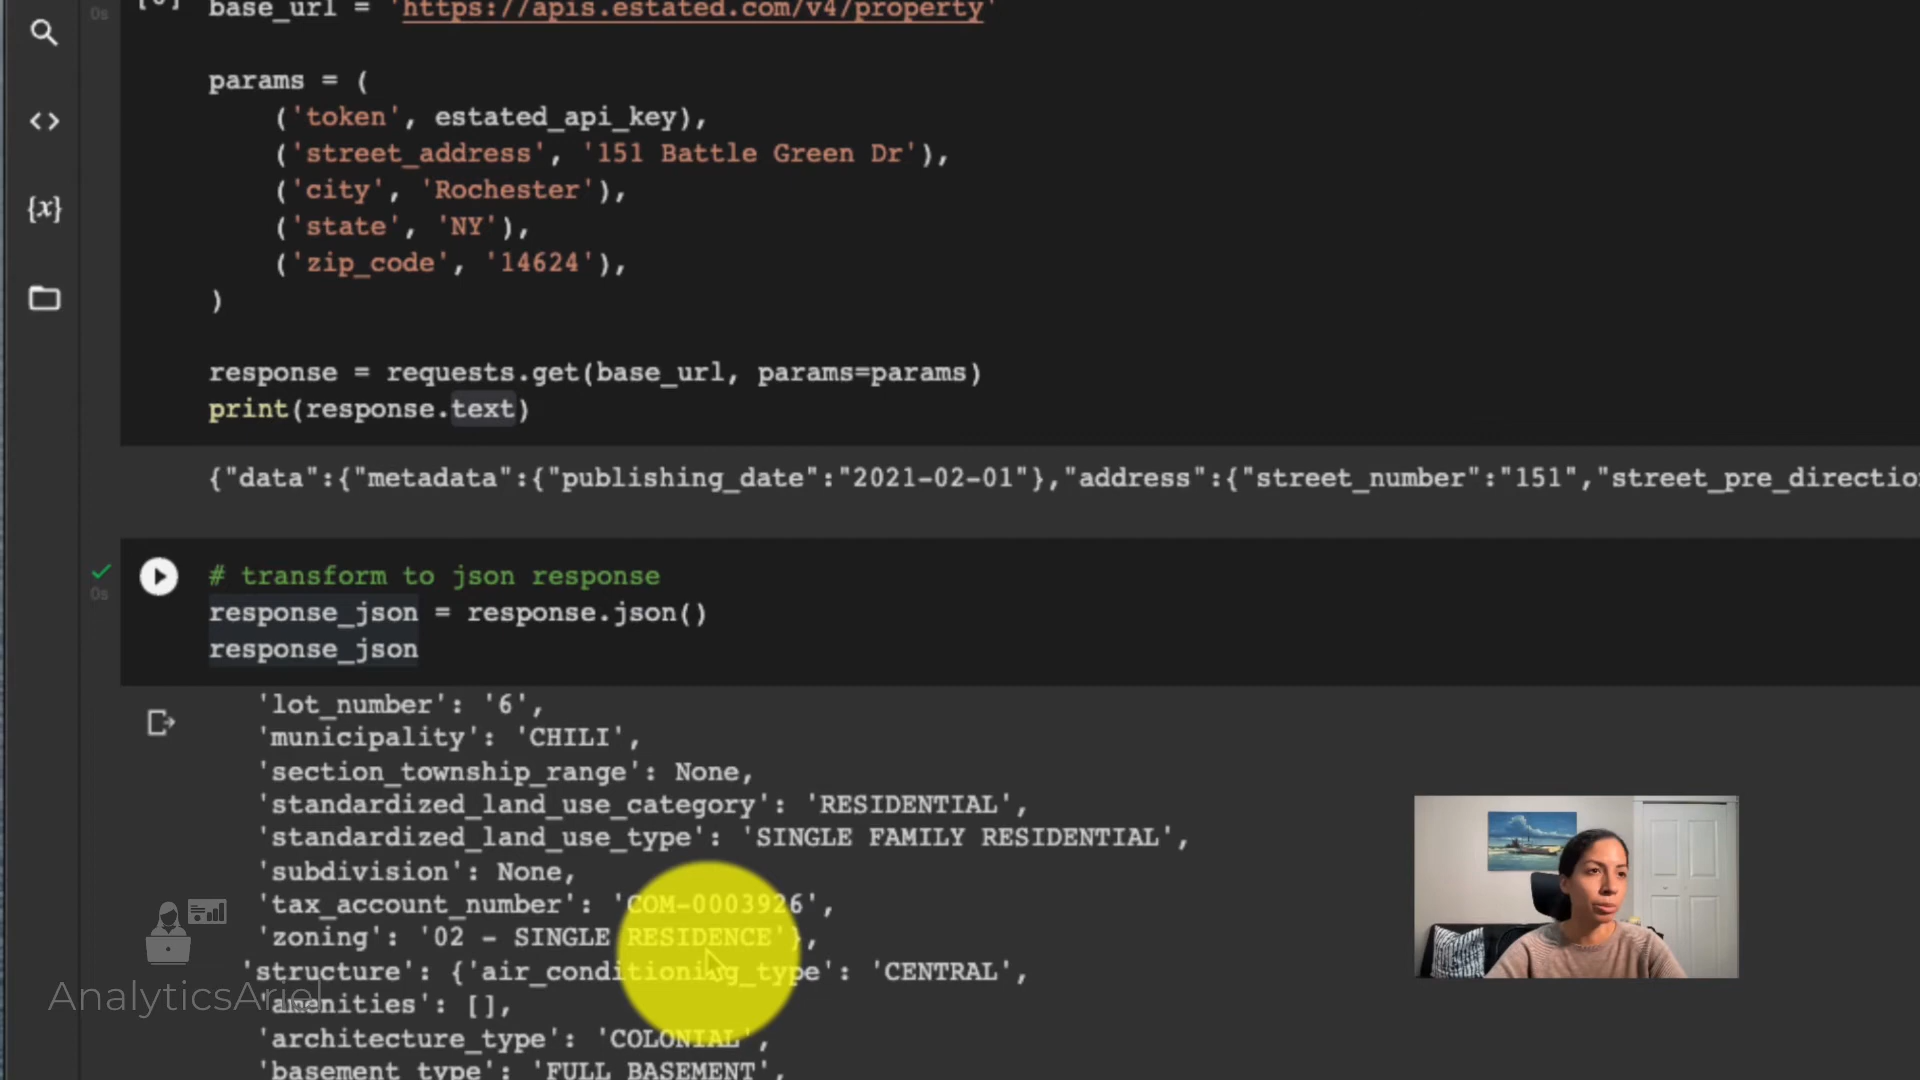 base_url = 'https://apis.estated.com/v4/property'
0s
params = (
('token', estated_api_key),
('street_address', '151 Battle Green Dr'),
('city', 'Rochester'),
('state', 'NY'),
('zip_code', '14624'),
)
response = requests.get(base_url, params=params)
print(response.text)
{"data":{"metadata":{"publishing_date":"2021-02-01"},"address":{"street_number":"151","street_pre_direction
# transform to json response
0s
response_json = response.json()
response_json
'lot_number': '6',
'municipality': 'CHILI',
'section_township_range': None,
'standardized_land_use_category': 'RESIDENTIAL',
'standardized_land_use_type': 'SINGLE FAMILY RESIDENTIAL',
'subdivision': None,
'tax_account_number': 'COM-0003926',
'zoning': '02 - SINGLE RESIDENCE'},
'structure': {'air_conditioning_type': 'CENTRAL',
'amenities': [],
AnalyticsAriel
'architecture_type': 'COLONIAL',
'basement_type': 'FULL BASEMENT',